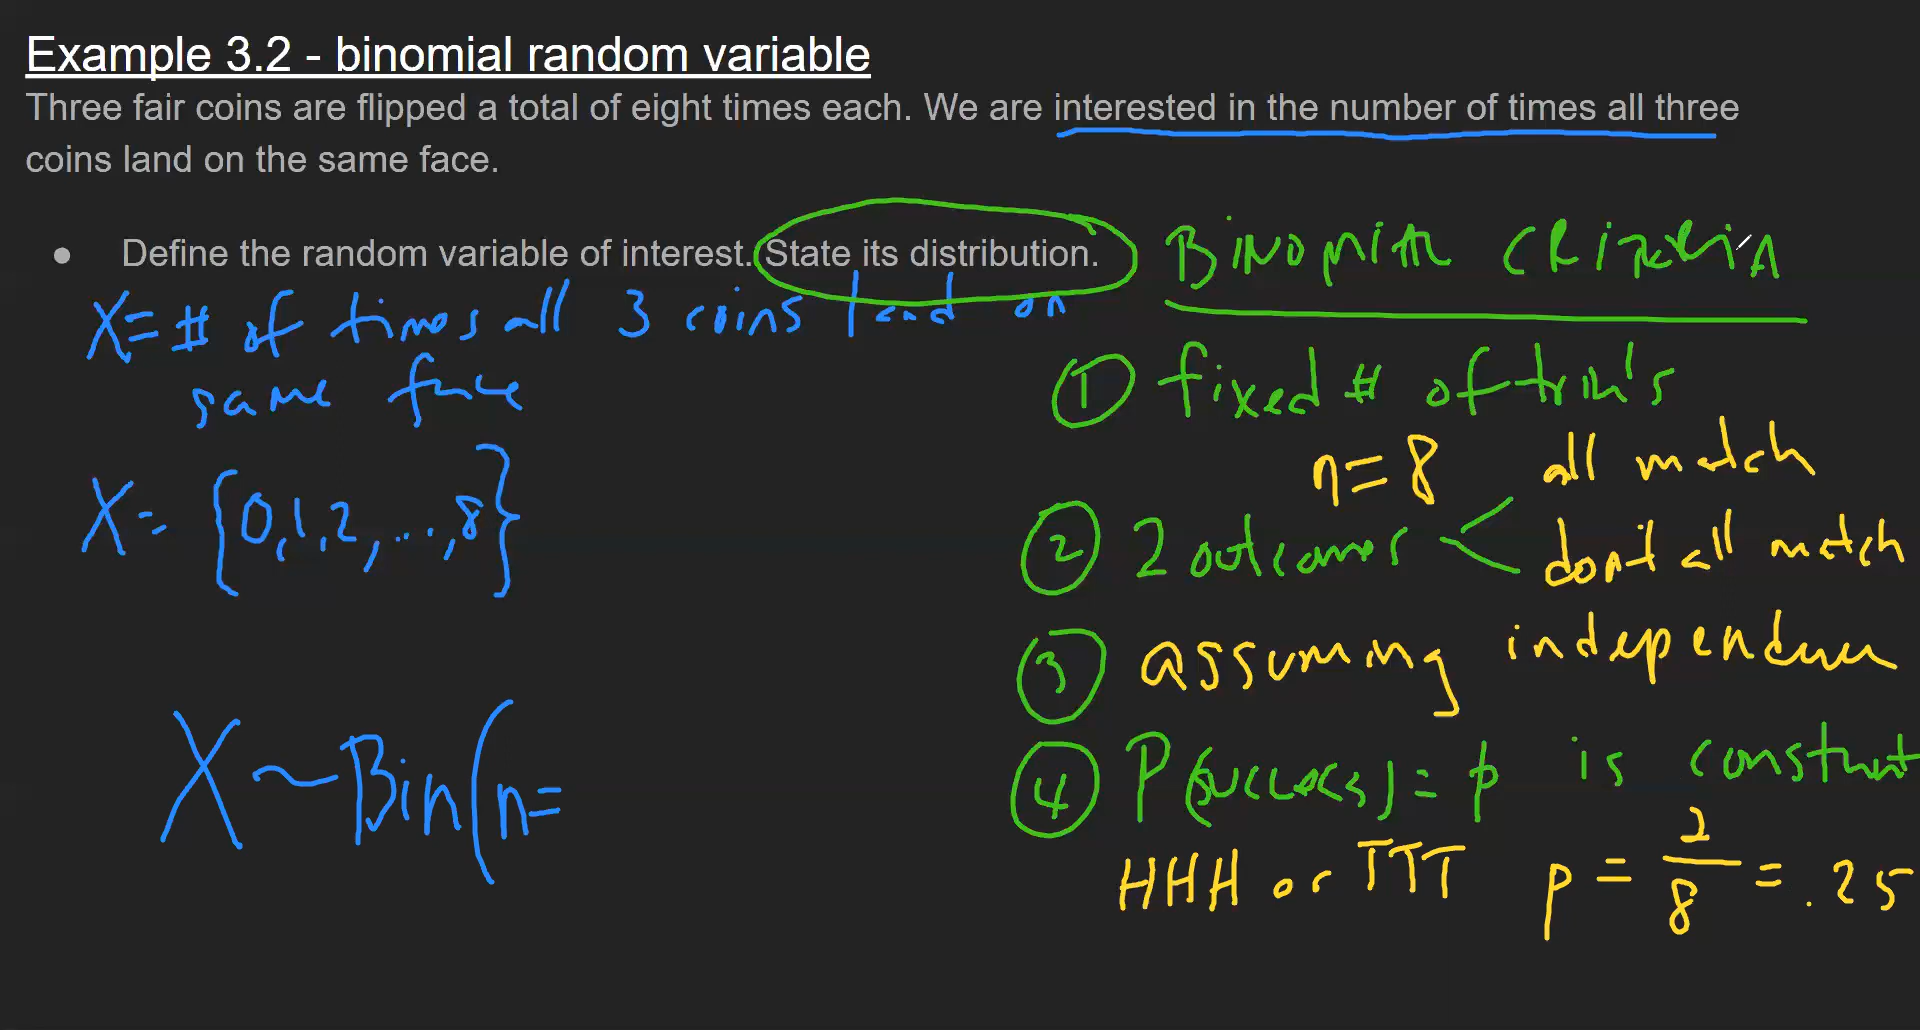 Example 3.2 - binomial random variable
Three fair coins are flipped a total of eight times each. We are interested in the number of times all three
coins land on the same face.
● Define the random variable of interest. State its distribution.
BINOMIAL CRITERIA
X = # of times all 3 coins land on
same face
① fixed # of trial's
n = 8
X = {0,1,2,...,8}
② 2 outcomes < all match
don't all match
③ assuming independence
X ~ Bin(n=
④ P(success) = p is constant
HHH or TTT p = 2/8 = .25